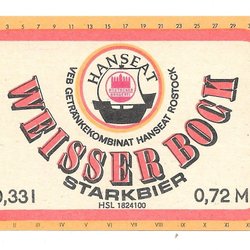 HANSEAT
VEB GETRÄNKEKOMBINAT HANSEAT ROSTOCK
WEISSER BOCK
STARKBIER
0,33 l
0,72 M
HSL 1824100